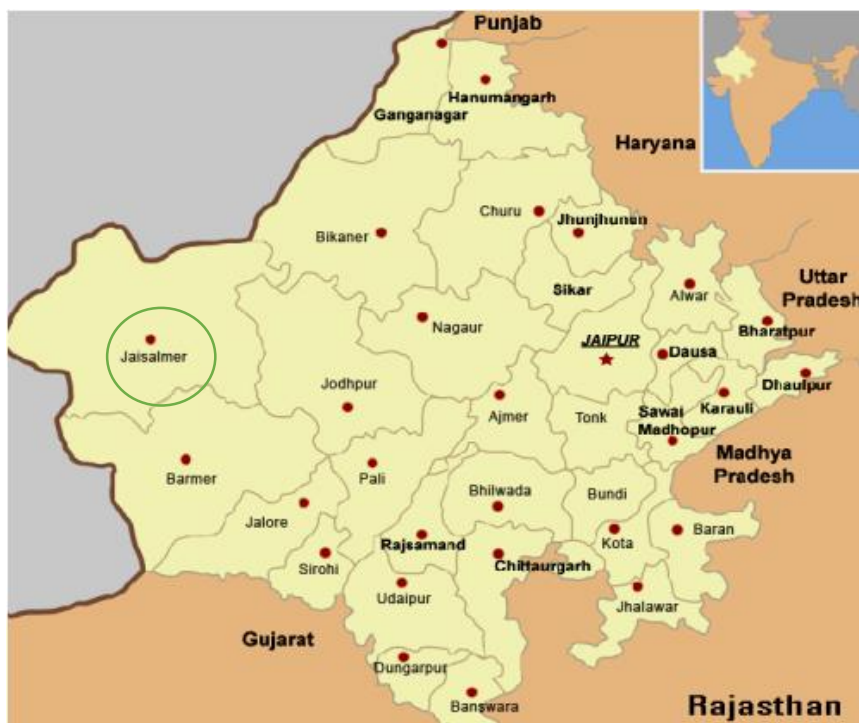 Punjab
Hanumangarh
Ganganagar
Haryana
Churu
Jhunjhunun
Bikaner
Uttar
Pradesh
Sikar
Alwar
Nagaur
Bharatpur
JAIPUR
Dausa
Jaisalmer
Dhaulpur
Jodhpur
Karauli
Ajmer
Tonk
Sawai
Madhopur
Madhya
Pradesh
Barmer
Pali
Bhilwada
Bundi
Jalore
Baran
Rajsamand
Kota
Sirohi
Chittaurgarh
Udaipur
Jhalawar
Gujarat
Dungarpur
Banswara
Rajasthan